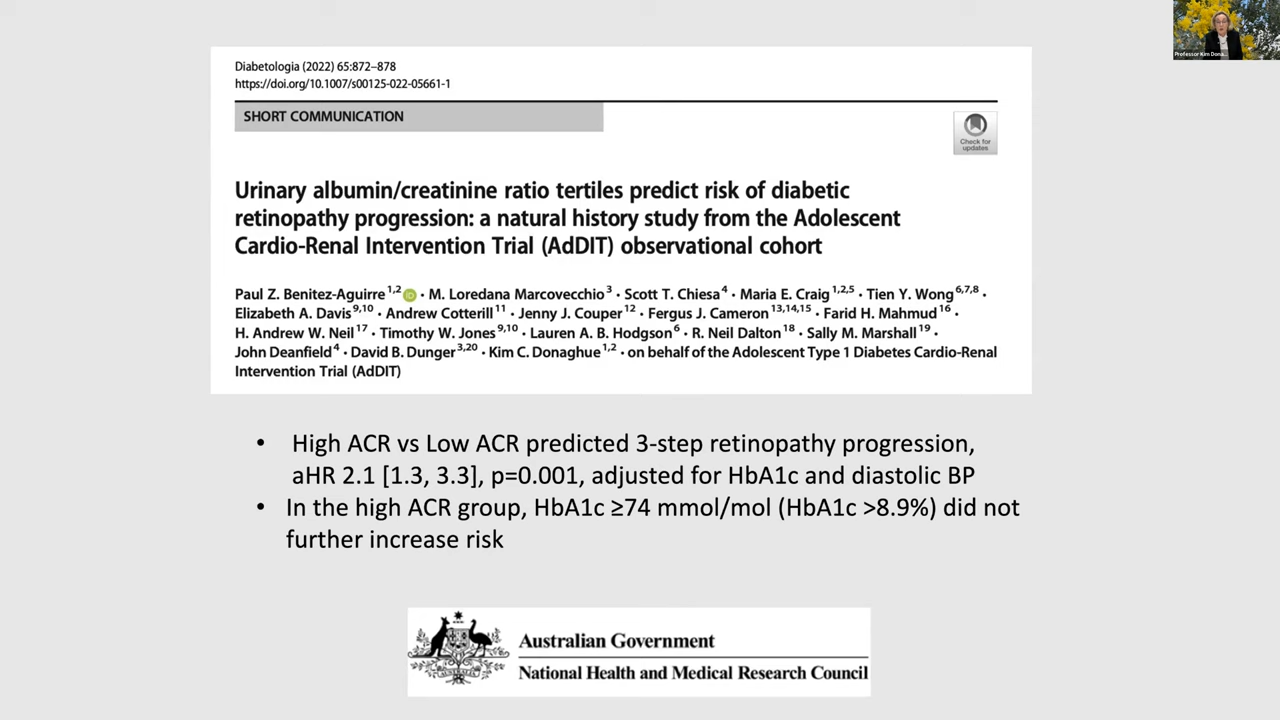 Diabetologia (2022) 65:872–878
https://doi.org/10.1007/s00125-022-05661-1
SHORT COMMUNICATION
Check for
updates
Urinary albumin/creatinine ratio tertiles predict risk of diabetic
retinopathy progression: a natural history study from the Adolescent
Cardio-Renal Intervention Trial (AdDIT) observational cohort
Paul Z. Benitez-Aguirre 1,2 iD · M. Loredana Marcovecchio 3 · Scott T. Chiesa 4 · Maria E. Craig 1,2,5 · Tien Y. Wong 6,7,8 ·
Elizabeth A. Davis 9,10 · Andrew Cotterill 11 · Jenny J. Couper 12 · Fergus J. Cameron 13,14,15 · Farid H. Mahmud 16 ·
H. Andrew W. Neil 17 · Timothy W. Jones 9,10 · Lauren A. B. Hodgson 6 · R. Neil Dalton 18 · Sally M. Marshall 19 ·
John Deanfield 4 · David B. Dunger 3,20 · Kim C. Donaghue 1,2 · on behalf of the Adolescent Type 1 Diabetes Cardio-Renal
Intervention Trial (AdDIT)
• High ACR vs Low ACR predicted 3-step retinopathy progression,
aHR 2.1 [1.3, 3.3], p=0.001, adjusted for HbA1c and diastolic BP
• In the high ACR group, HbA1c ≥74 mmol/mol (HbA1c >8.9%) did not
further increase risk
AUSTRALIA
Australian Government
National Health and Medical Research Council
Professor Kim Dona...